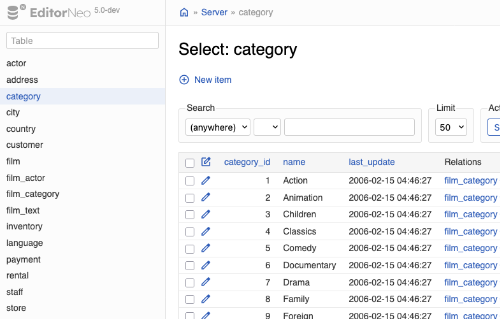 EditorNeo 5.0-dev
Table
actor
address
category
city
country
customer
film
film_actor
film_category
film_text
inventory
language
payment
rental
staff
store
» Server » category
Select: category
New item
Search
(anywhere)
Limit
50
category_id name last_update Relations
1 Action 2006-02-15 04:46:27 film_category
2 Animation 2006-02-15 04:46:27 film_category
3 Children 2006-02-15 04:46:27 film_category
4 Classics 2006-02-15 04:46:27 film_category
5 Comedy 2006-02-15 04:46:27 film_category
6 Documentary 2006-02-15 04:46:27 film_category
7 Drama 2006-02-15 04:46:27 film_category
8 Family 2006-02-15 04:46:27 film_category
9 Foreign 2006-02-15 04:46:27 film_category